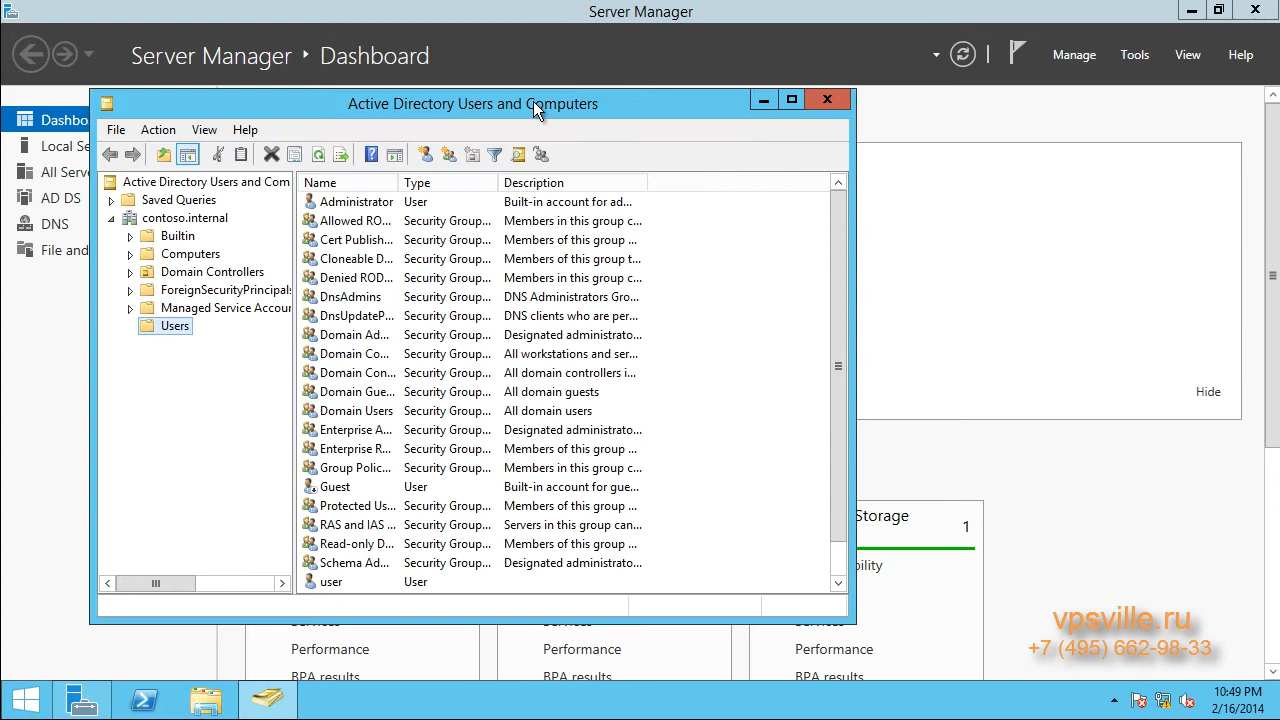 Server Manager
Server Manager ‣ Dashboard
Manage Tools View Help
Dashbo
Local Se
All Serve
AD DS
DNS
File and
Active Directory Users and Computers
File Action View Help
Active Directory Users and Com
Saved Queries
contoso.internal
Builtin
Computers
Domain Controllers
ForeignSecurityPrincipals
Managed Service Accour
Users
Name Type Description
Administrator User Built-in account for ad...
Allowed RO... Security Group... Members in this group c...
Cert Publish... Security Group... Members of this group ...
Cloneable D... Security Group... Members of this group t...
Denied ROD... Security Group... Members in this group c...
DnsAdmins Security Group... DNS Administrators Gro...
DnsUpdateP... Security Group... DNS clients who are per...
Domain Ad... Security Group... Designated administrato...
Domain Co... Security Group... All workstations and ser...
Domain Con... Security Group... All domain controllers i...
Domain Gue... Security Group... All domain guests
Domain Users Security Group... All domain users
Enterprise A... Security Group... Designated administrato...
Enterprise R... Security Group... Members of this group ...
Group Polic... Security Group... Members in this group c...
Guest User Built-in account for gue...
Protected Us... Security Group... Members of this group ...
RAS and IAS ... Security Group... Servers in this group can...
Read-only D... Security Group... Members of this group ...
Schema Ad... Security Group... Designated administrato...
user User
Hide
Storage 1
bility
Performance
BPA results
Performance
BPA results
Performance
BPA results
vpsville.ru
+7 (495) 662-98-33
10:49 PM
2/16/2014